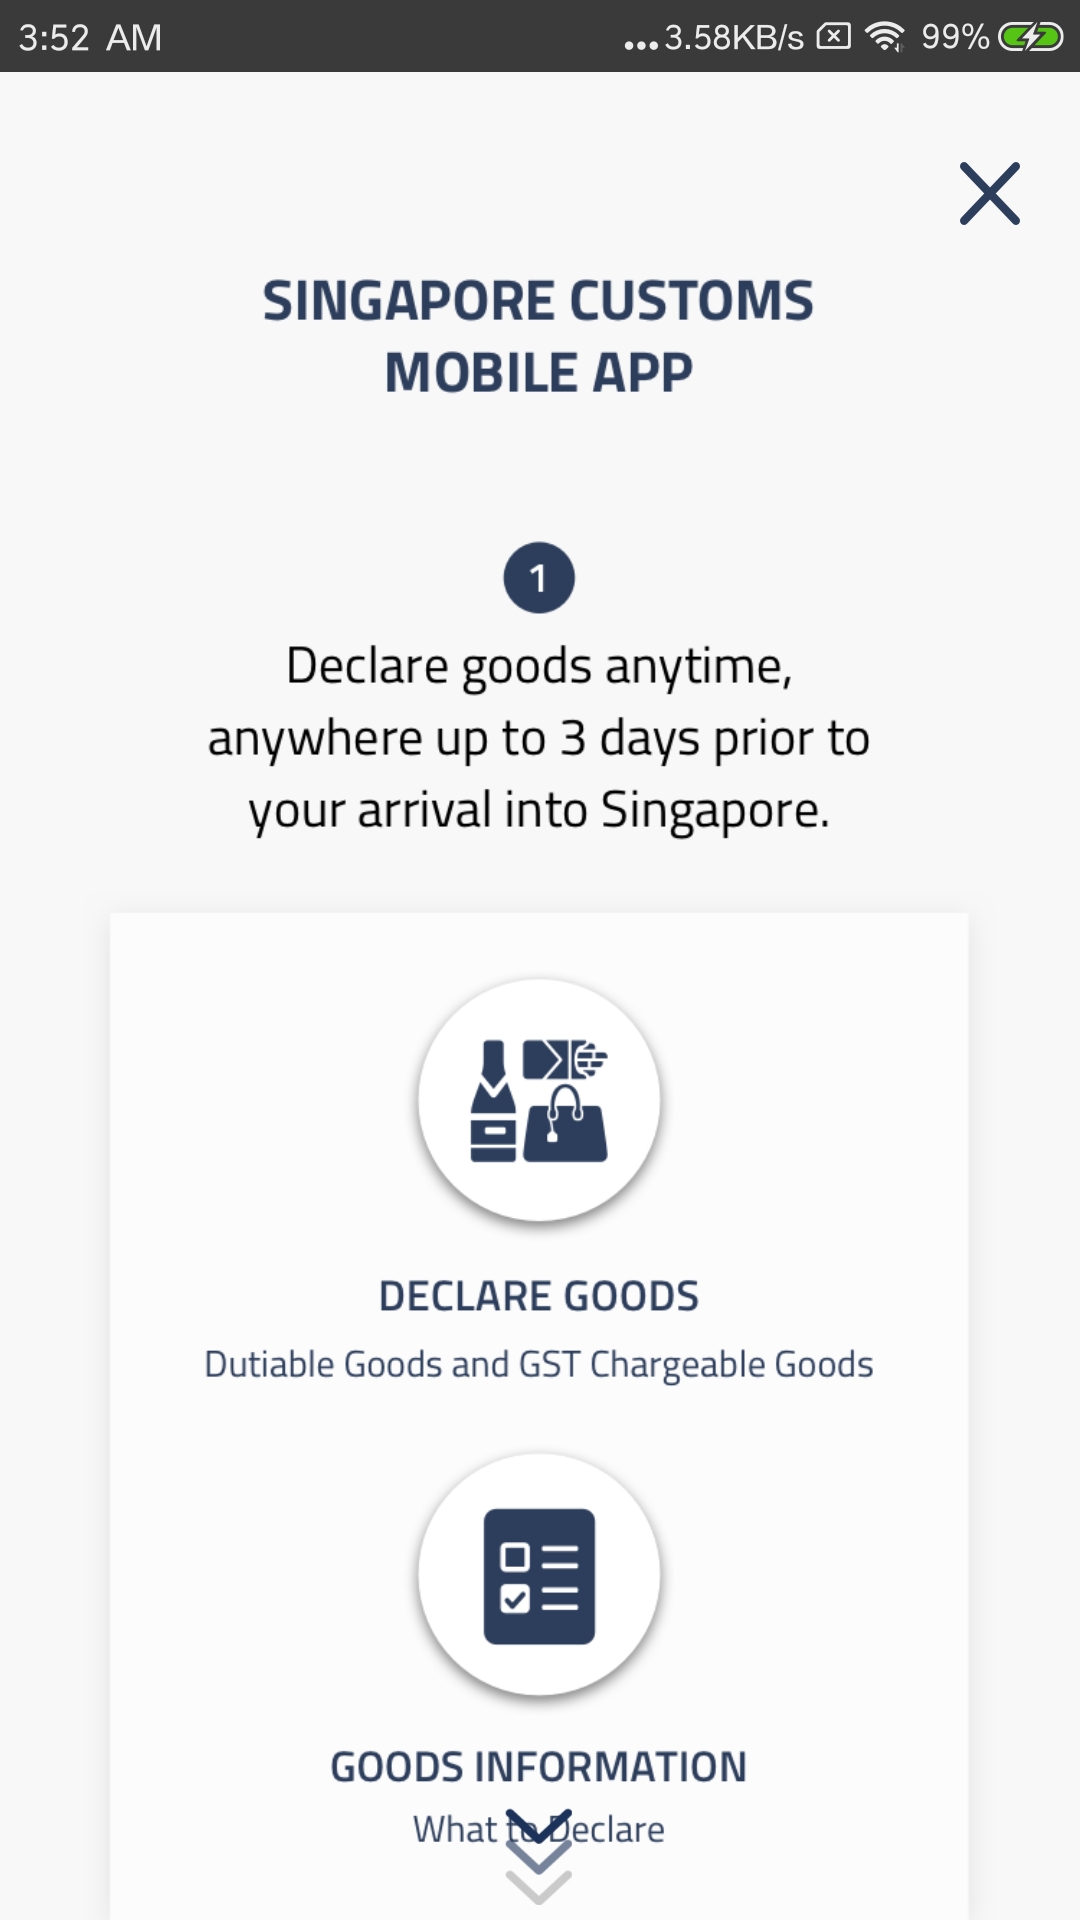 3:52 AM
...3.58KB/s 99%
SINGAPORE CUSTOMS
MOBILE APP
1
Declare goods anytime,
anywhere up to 3 days prior to
your arrival into Singapore.
DECLARE GOODS
Dutiable Goods and GST Chargeable Goods
GOODS INFORMATION
What to Declare